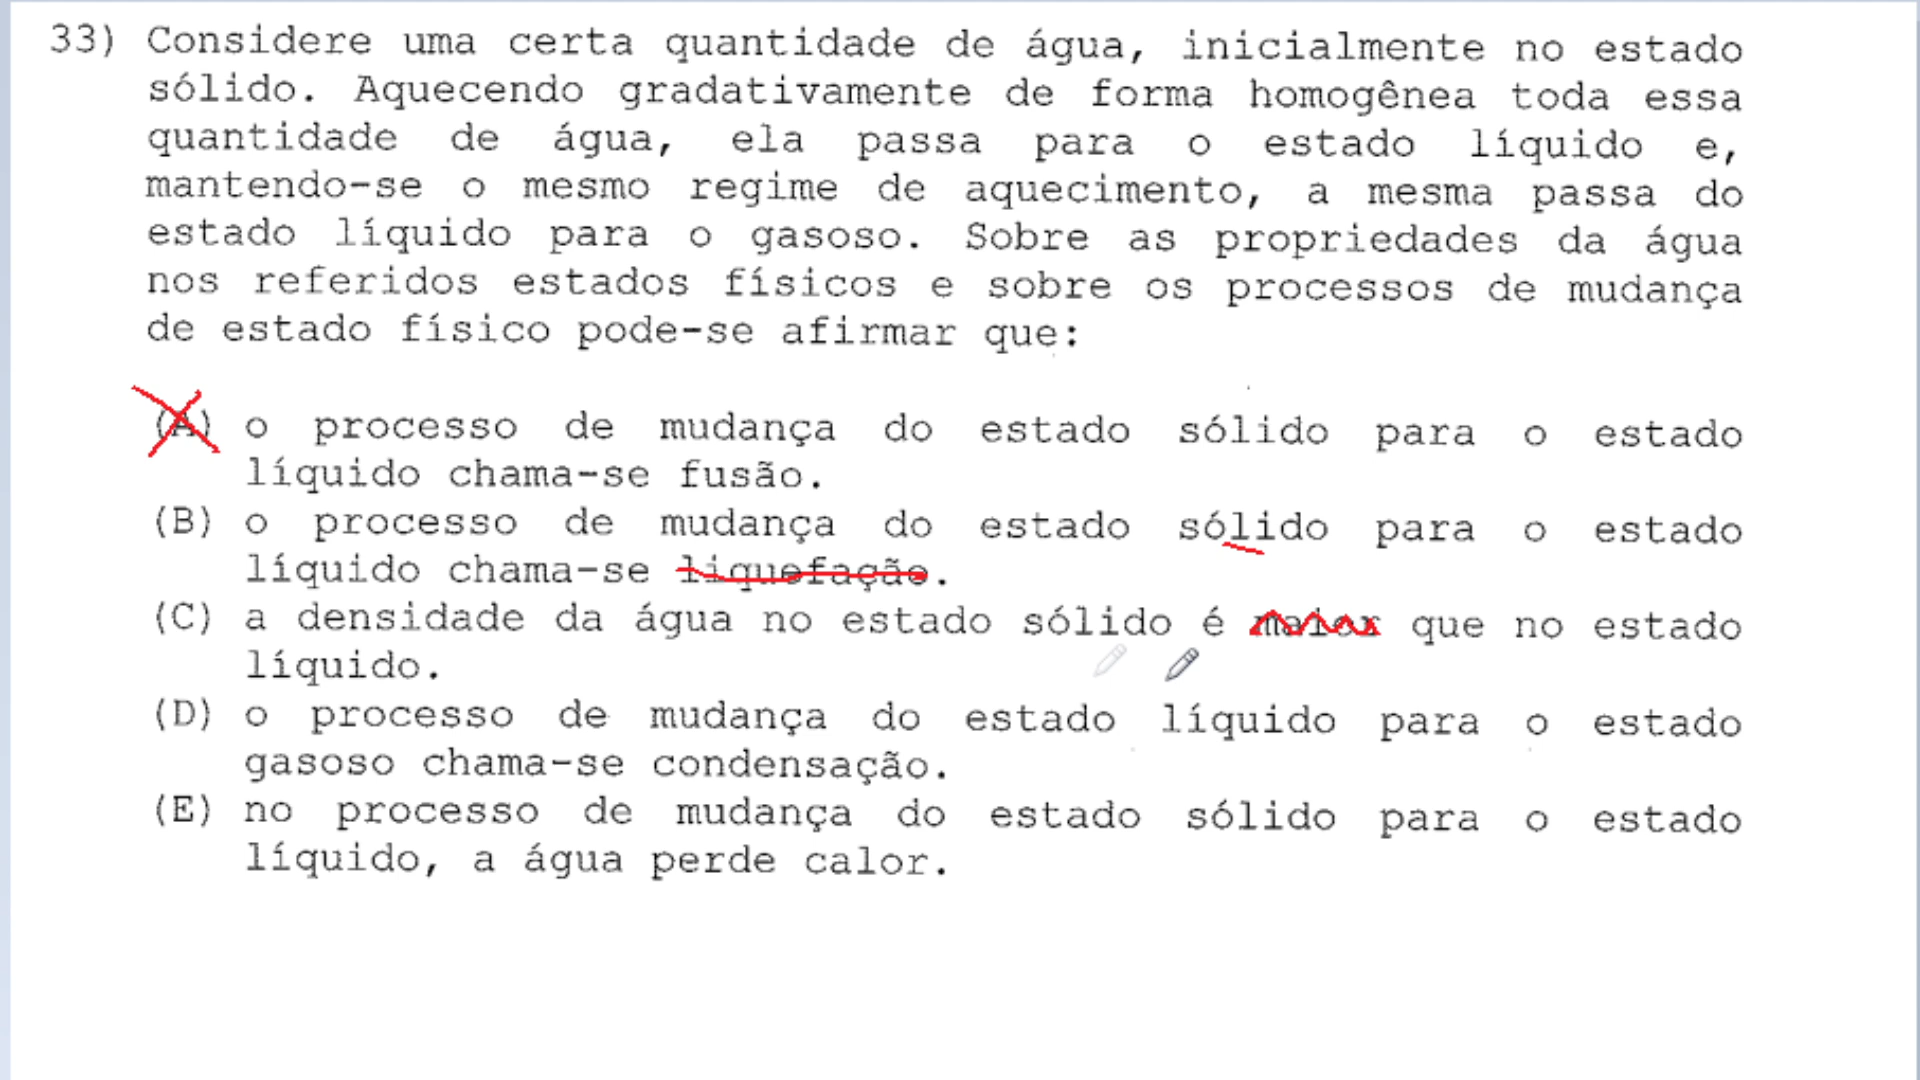 33) Considere uma certa quantidade de água, inicialmente no estado
sólido. Aquecendo gradativamente de forma homogênea toda essa
quantidade de água, ela passa para o estado líquido e,
mantendo-se o mesmo regime de aquecimento, a mesma passa do
estado líquido para o gasoso. Sobre as propriedades da água
nos referidos estados físicos e sobre os processos de mudança
de estado físico pode-se afirmar que:
(A) o processo de mudança do estado sólido para o estado
líquido chama-se fusão.
(B) o processo de mudança do estado sólido para o estado
líquido chama-se liquefação.
(C) a densidade da água no estado sólido é maior que no estado
líquido.
(D) o processo de mudança do estado líquido para o estado
gasoso chama-se condensação.
(E) no processo de mudança do estado sólido para o estado
líquido, a água perde calor.